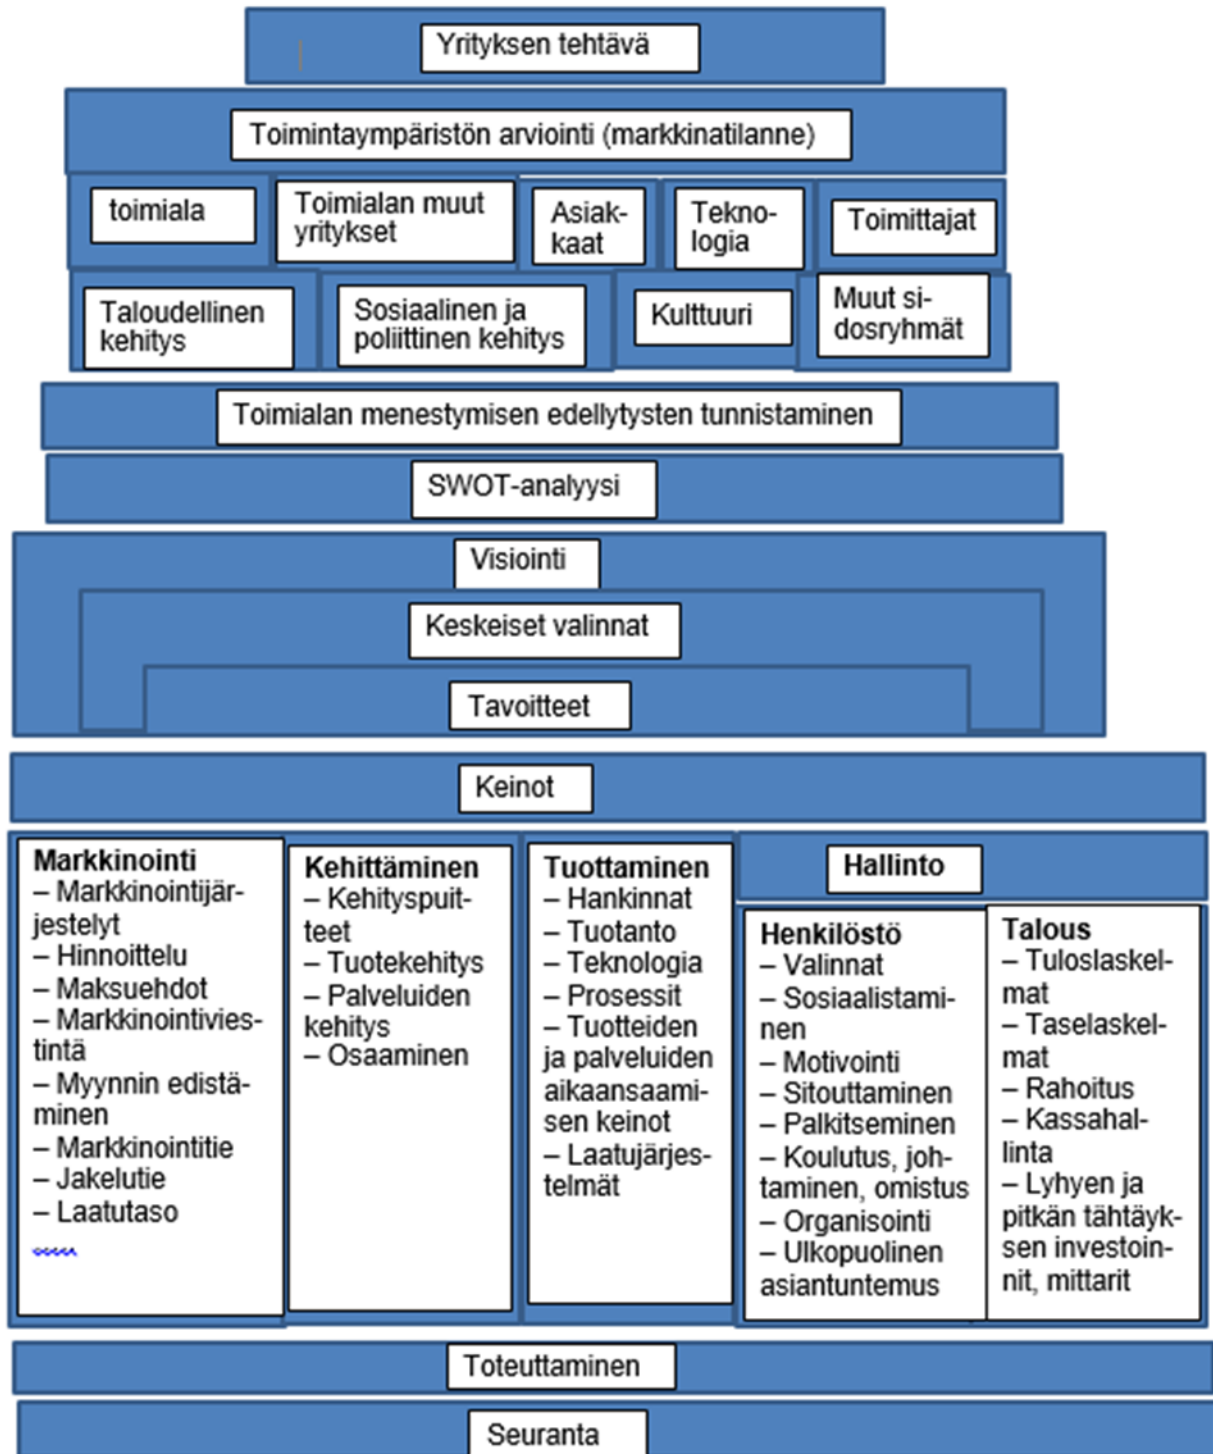 Yrityksen tehtävä
Toimintaympäristön arviointi (markkinatilanne)
toimiala
Toimialan muut
yritykset
Asiak-
kaat
Tekno-
logia
Toimittajat
Taloudellinen
kehitys
Sosiaalinen ja
poliittinen kehitys
Kulttuuri
Muut si-
dosryhmät
Toimialan menestymisen edellytysten tunnistaminen
SWOT-analyysi
Visiointi
Keskeiset valinnat
Tavoitteet
Keinot
Markkinointi
– Markkinointijär-
jestelyt
– Hinnoittelu
– Maksuehdot
– Markkinointivies-
tintä
– Myynnin edistä-
minen
– Markkinointitie
– Jakelutie
– Laatutaso
Kehittäminen
– Kehityspuit-
teet
– Tuotekehitys
– Palveluiden
kehitys
– Osaaminen
Tuottaminen
– Hankinnat
– Tuotanto
– Teknologia
– Prosessit
– Tuotteiden
ja palveluiden
aikaansaami-
sen keinot
– Laatujärjes-
telmät
Hallinto
Henkilöstö
– Valinnat
– Sosiaalistami-
nen
– Motivointi
– Sitouttaminen
– Palkitseminen
– Koulutus, joh-
taminen, omistus
– Organisointi
– Ulkopuolinen
asiantuntemus
Talous
– Tuloslaskel-
mat
– Taselaskel-
mat
– Rahoitus
– Kassahal-
linta
– Lyhyen ja
pitkän tähtäyk-
sen investoin-
nit, mittarit
Toteuttaminen
Seuranta